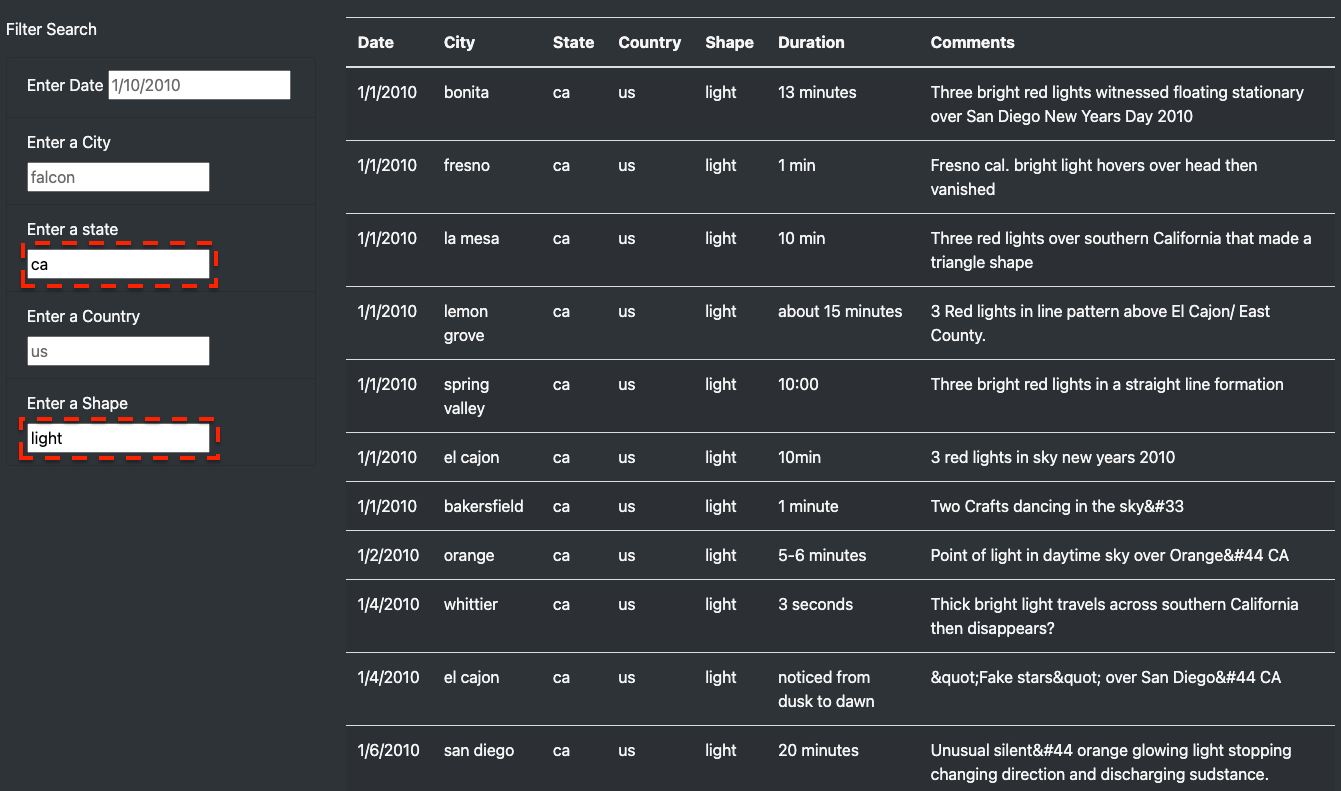 Filter Search
Enter Date 1/10/2010
Enter a City
falcon
Enter a state
ca
Enter a Country
us
Enter a Shape
light
Date City State Country Shape Duration Comments
1/1/2010 bonita ca us light 13 minutes Three bright red lights witnessed floating stationary
over San Diego New Years Day 2010
1/1/2010 fresno ca us light 1 min Fresno cal. bright light hovers over head then
vanished
1/1/2010 la mesa ca us light 10 min Three red lights over southern California that made a
triangle shape
1/1/2010 lemon ca us light about 15 minutes 3 Red lights in line pattern above El Cajon/ East
grove County.
1/1/2010 spring ca us light 10:00 Three bright red lights in a straight line formation
valley
1/1/2010 el cajon ca us light 10min 3 red lights in sky new years 2010
1/1/2010 bakersfield ca us light 1 minute Two Crafts dancing in the sky&#33
1/2/2010 orange ca us light 5-6 minutes Point of light in daytime sky over Orange&#44 CA
1/4/2010 whittier ca us light 3 seconds Thick bright light travels across southern California
then disappears?
1/4/2010 el cajon ca us light noticed from &quot;Fake stars&quot; over San Diego&#44 CA
dusk to dawn
1/6/2010 san diego ca us light 20 minutes Unusual silent&#44 orange glowing light stopping
changing direction and discharging sudstance.